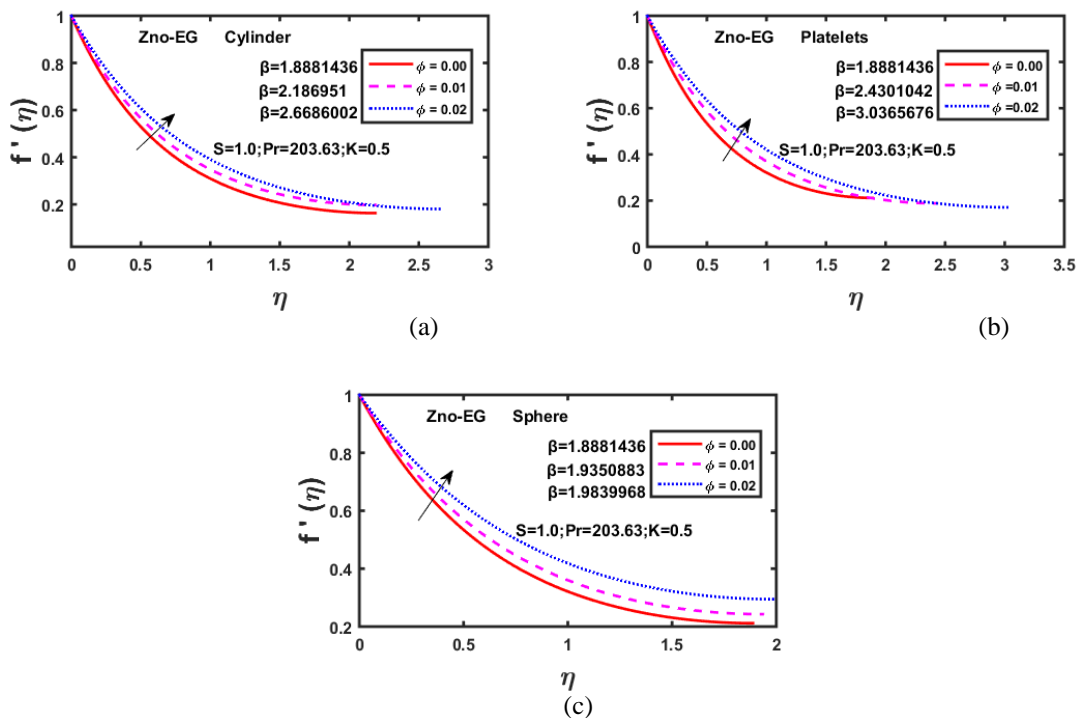 Zno-EG Cylinder
β=1.8881436
β=2.186951
β=2.6686002
ϕ = 0.00
ϕ = 0.01
ϕ = 0.02
S=1.0;Pr=203.63;K=0.5
f ' (η)
1
0.8
0.6
0.4
0.2
0 0.5 1 1.5 2 2.5 3
η
(a)
Zno-EG Platelets
β=1.8881436
β=2.4301042
β=3.0365676
ϕ = 0.00
ϕ =0.01
ϕ =0.02
S=1.0;Pr=203.63;K=0.5
f ' (η)
1
0.8
0.6
0.4
0.2
0
0 0.5 1 1.5 2 2.5 3 3.5
η
(b)
Zno-EG Sphere
β=1.8881436
β=1.9350883
β=1.9839968
ϕ = 0.00
ϕ = 0.01
ϕ = 0.02
S=1.0;Pr=203.63;K=0.5
f ' (η)
1
0.8
0.6
0.4
0.2
0 0.5 1 1.5 2
η
(c)